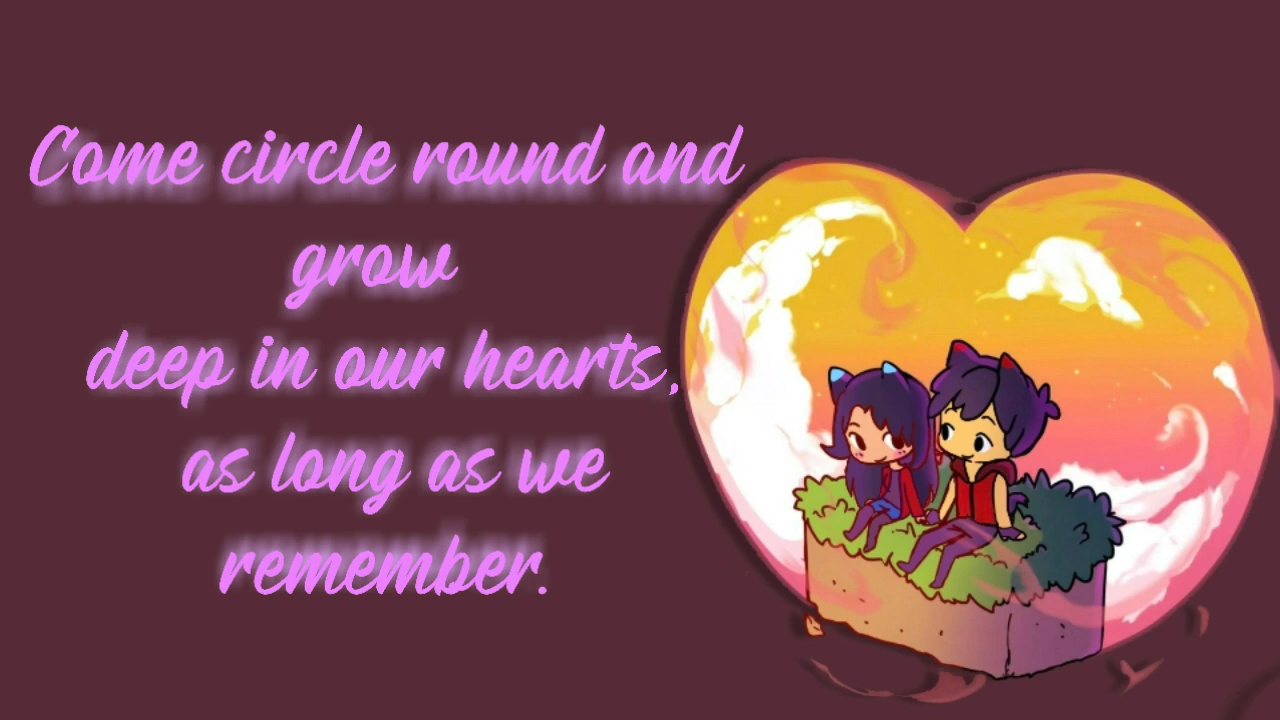 Come circle round and
grow
deep in our hearts,
as long as we
remember.